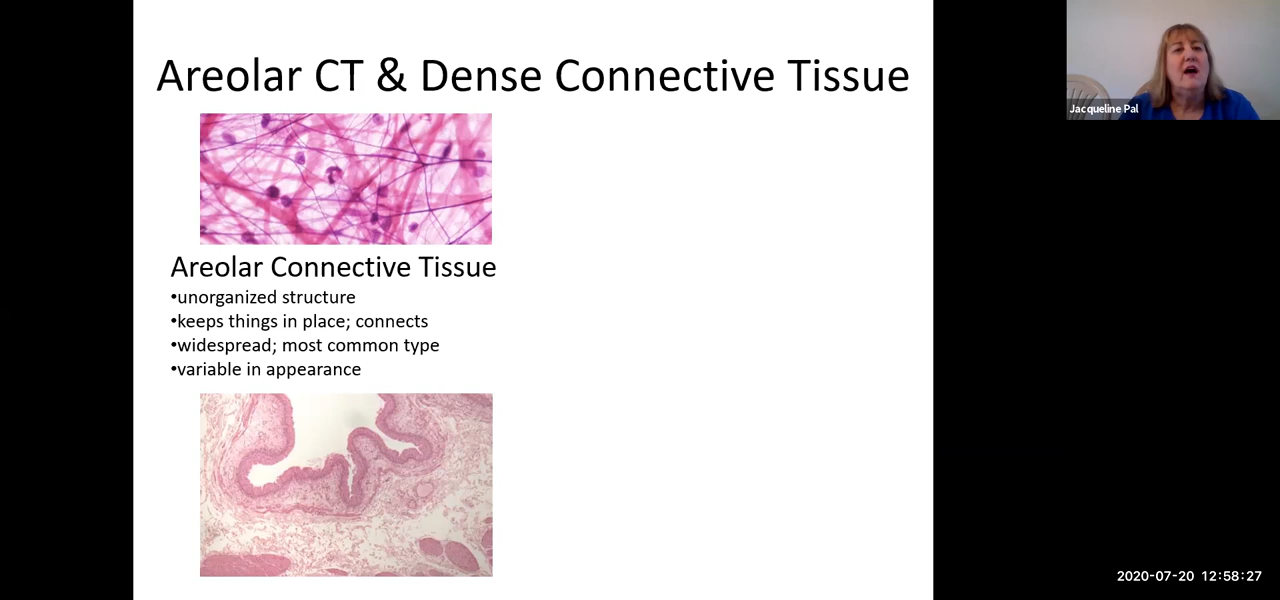 Areolar CT & Dense Connective Tissue
Jacqueline Pal
Areolar Connective Tissue
•unorganized structure
•keeps things in place; connects
•widespread; most common type
•variable in appearance
2020-07-20 12:58:27